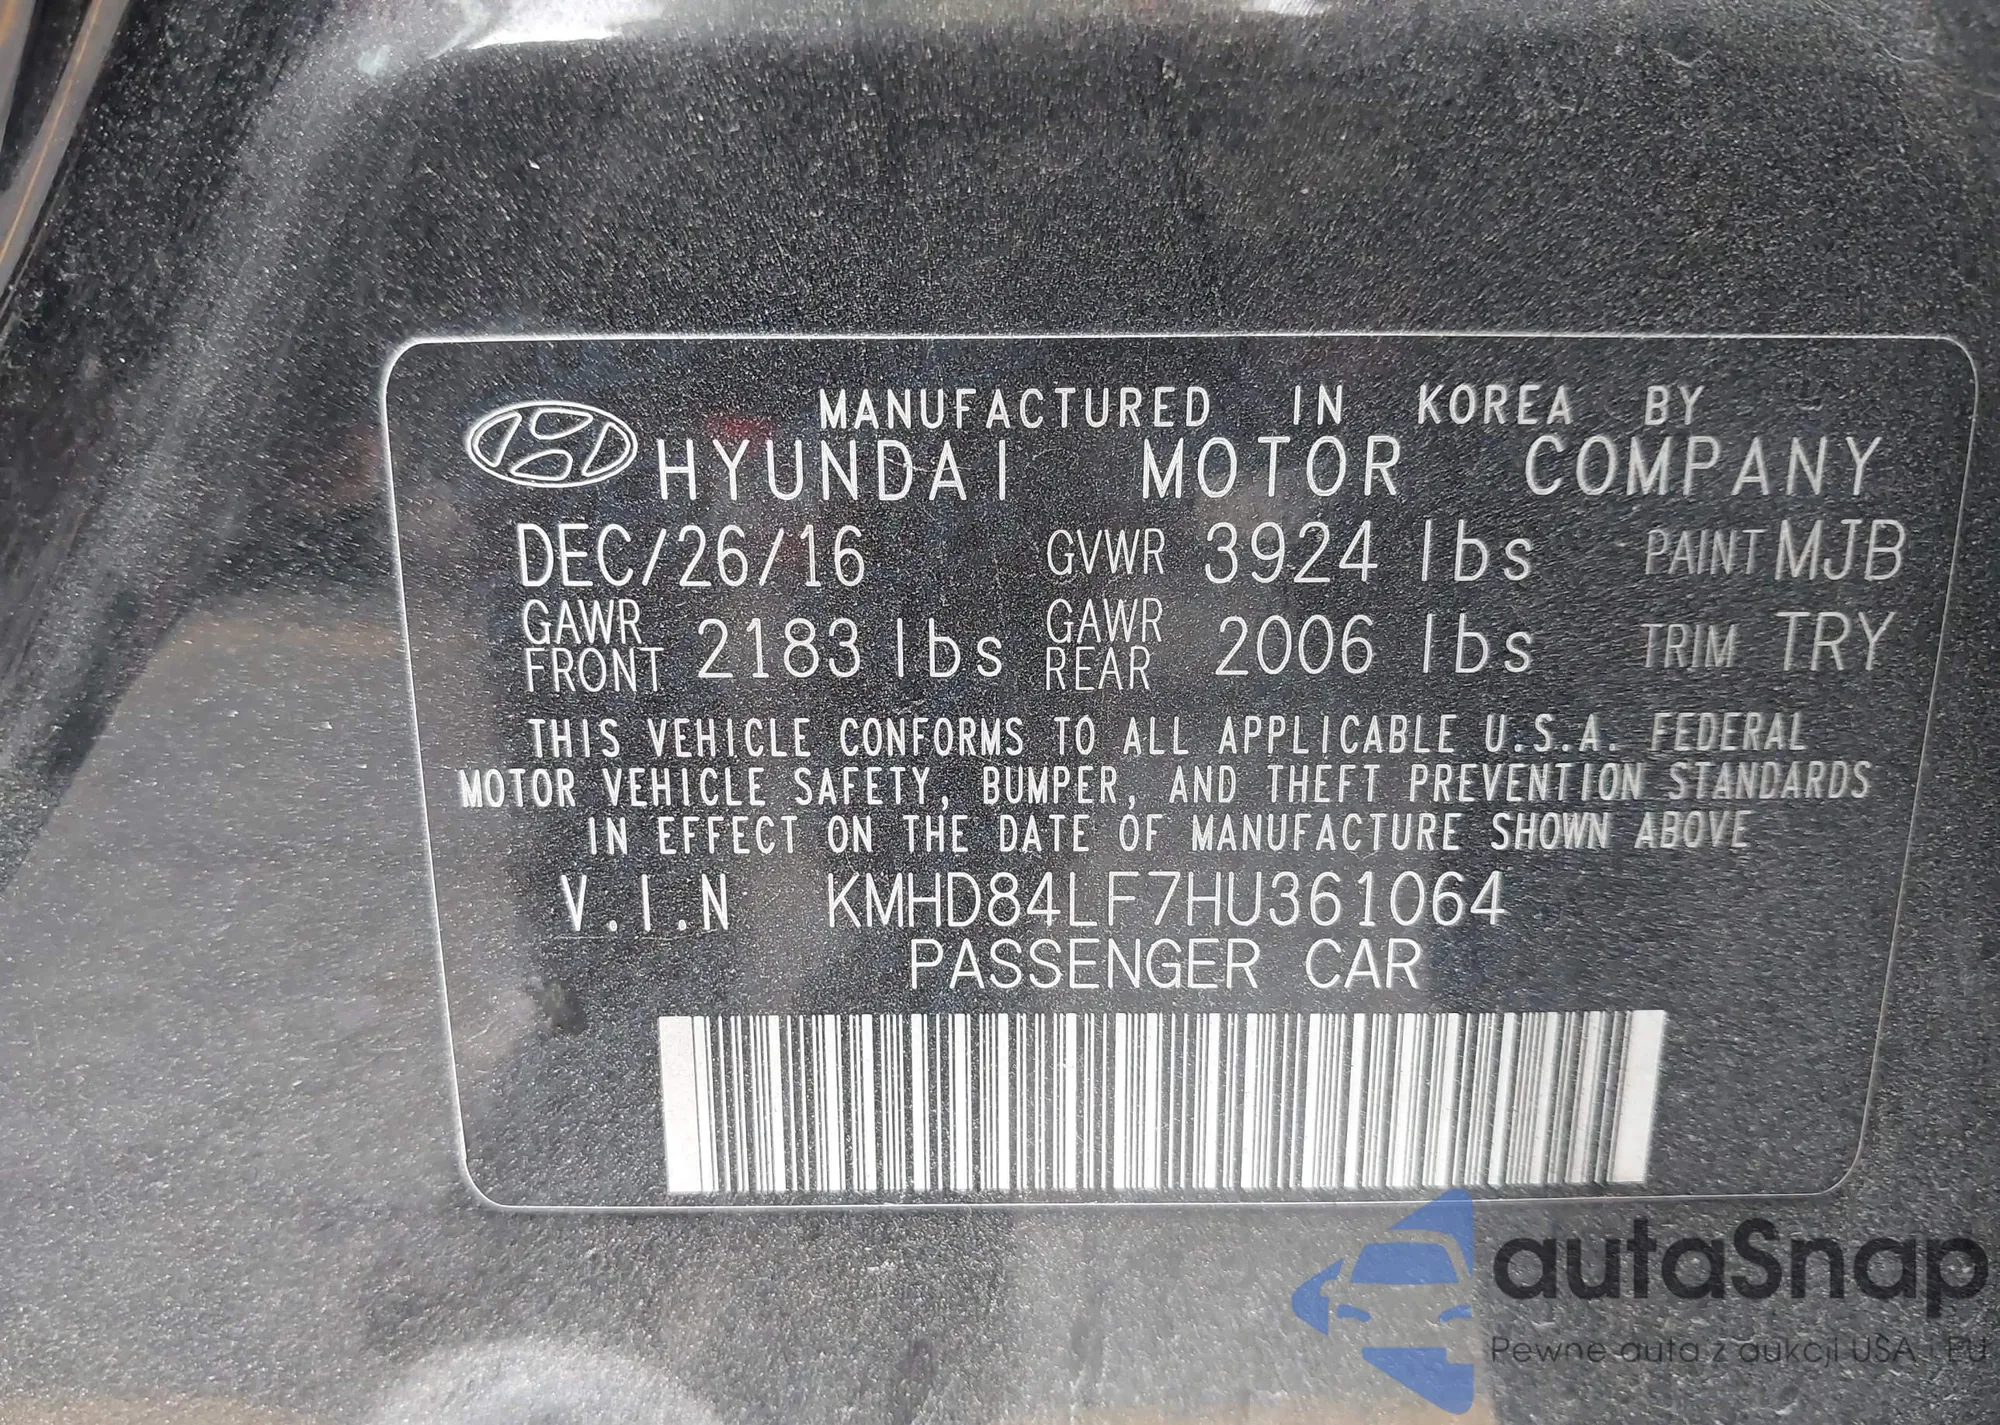 MANUFACTURED IN KOREA BY
HYUNDAI MOTOR COMPANY
DEC/26/16 GVWR 3924 lbs PAINT MJB
GAWR FRONT 2183 lbs GAWR REAR 2006 lbs TRIM TRY
THIS VEHICLE CONFORMS TO ALL APPLICABLE U.S.A. FEDERAL
MOTOR VEHICLE SAFETY, BUMPER, AND THEFT PREVENTION STANDARDS
IN EFFECT ON THE DATE OF MANUFACTURE SHOWN ABOVE
V.I.N KMHD84LF7HU361064
PASSENGER CAR
autaSnap
Pewne auta z aukcji USA i EU